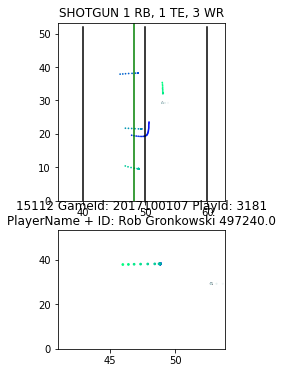 SHOTGUN 1 RB, 1 TE, 3 WR
50
40
30
20
10
0
40 50 60
15112 GameId: 2017100107 PlayId: 3181
PlayerName + ID: Rob Gronkowski 497240.0
40
20
0
45 50